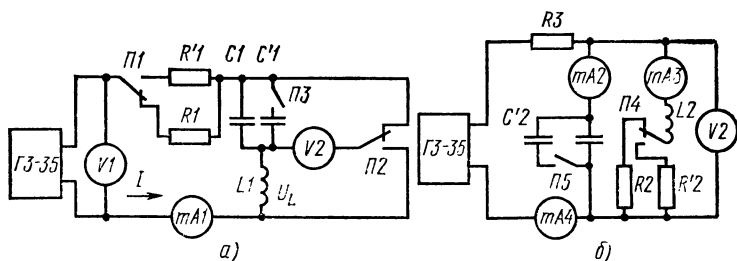 П1 R'1 C1 C'1
П3
R1
Г3-35 V1 V2
П2
I L1 U_L
mA1
а)
R3
mA2 mA3
П4 L2
C'2 V2
Г3-35
П5 R2 R'2
mA4
б)